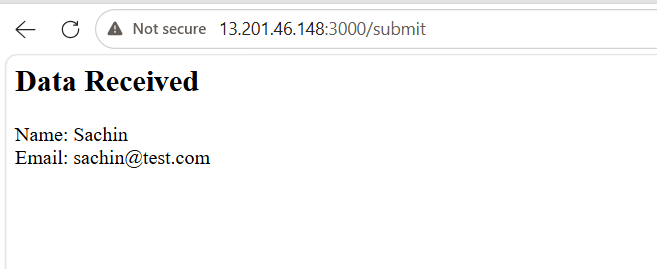 Not secure 13.201.46.148:3000/submit
Data Received
Name: Sachin
Email: sachin@test.com